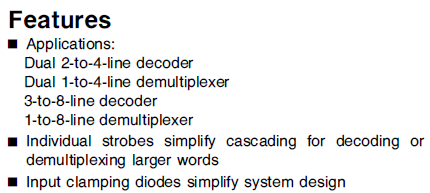 Features
■ Applications:
Dual 2-to-4-line decoder
Dual 1-to-4-line demultiplexer
3-to-8-line decoder
1-to-8-line demultiplexer
■ Individual strobes simplify cascading for decoding or
demultiplexing larger words
■ Input clamping diodes simplify system design